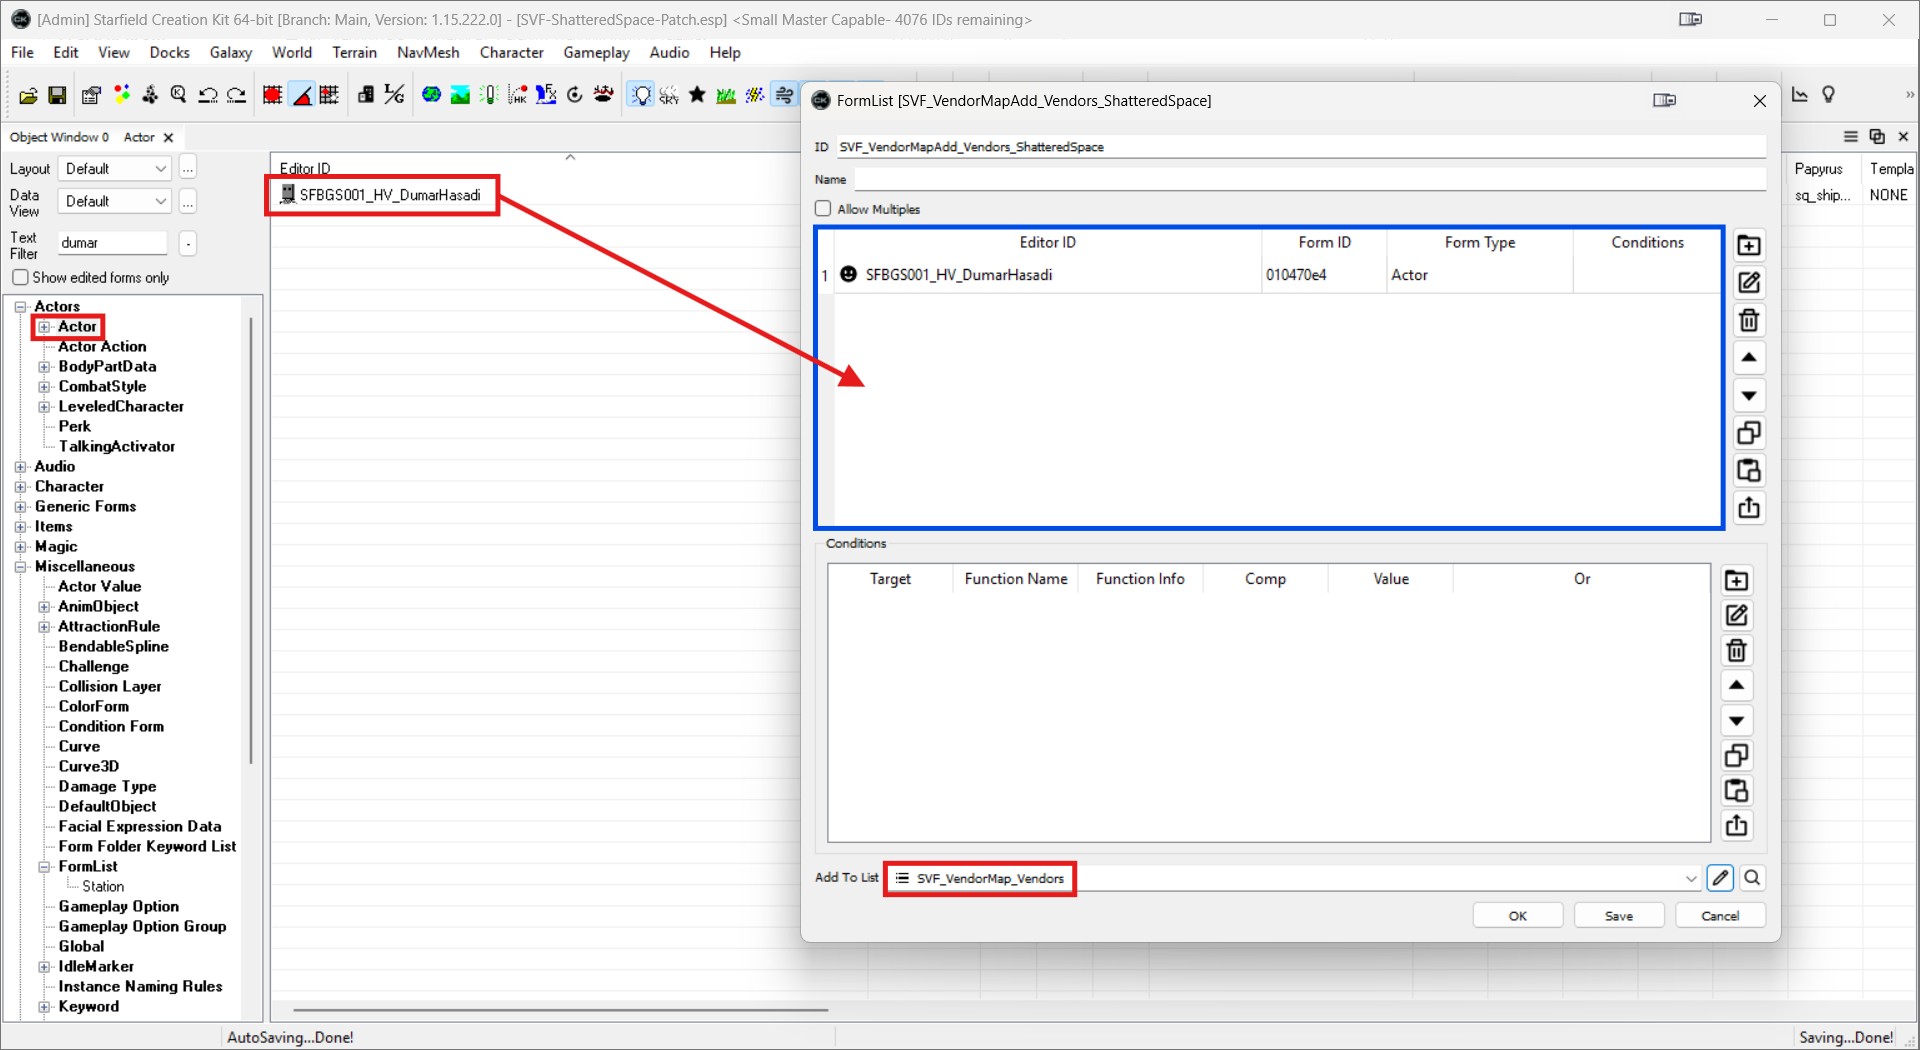 [Admin] Starfield Creation Kit 64-bit [Branch: Main, Version: 1.15.222.0] - [SVF-ShatteredSpace-Patch.esp] <Small Master Capable- 4076 IDs remaining>
File Edit View Docks Galaxy World Terrain NavMesh Character Gameplay Audio Help
Object Window 0 Actor
Layout Default ...
Data View Default ...
Text Filter dumar -
Show edited forms only
Actors
Actor
Actor Action
BodyPartData
CombatStyle
LeveledCharacter
Perk
TalkingActivator
Audio
Character
Generic Forms
Items
Magic
Miscellaneous
Actor Value
AnimObject
AttractionRule
BendableSpline
Challenge
Collision Layer
ColorForm
Condition Form
Curve
Curve3D
Damage Type
DefaultObject
Facial Expression Data
Form Folder Keyword List
FormList
Station
Gameplay Option
Gameplay Option Group
Global
IdleMarker
Instance Naming Rules
Keyword
Editor ID
SFBGS001_HV_DumarHasadi
Papyrus Templa
sq_ship... NONE
FormList [SVF_VendorMapAdd_Vendors_ShatteredSpace]
ID SVF_VendorMapAdd_Vendors_ShatteredSpace
Name
Allow Multiples
Editor ID Form ID Form Type Conditions
1 SFBGS001_HV_DumarHasadi 010470e4 Actor
Conditions
Target Function Name Function Info Comp Value Or
Add To List SVF_VendorMap_Vendors
OK Save Cancel
AutoSaving...Done!
Saving...Done!